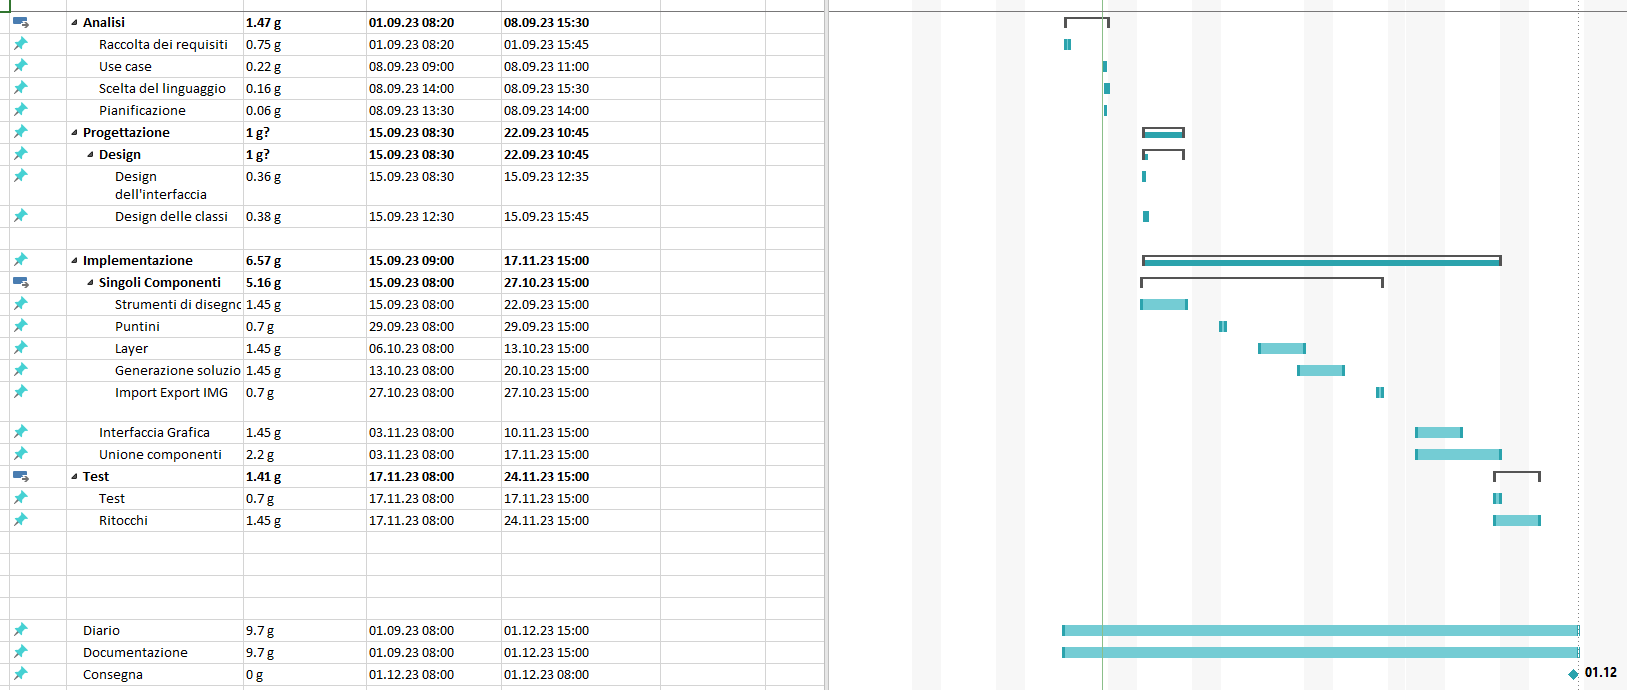 Analisi 1.47 g 01.09.23 08:20 08.09.23 15:30
Raccolta dei requisiti 0.75 g 01.09.23 08:20 01.09.23 15:45
Use case 0.22 g 08.09.23 09:00 08.09.23 11:00
Scelta del linguaggio 0.16 g 08.09.23 14:00 08.09.23 15:30
Pianificazione 0.06 g 08.09.23 13:30 08.09.23 14:00
Progettazione 1 g? 15.09.23 08:30 22.09.23 10:45
Design 1 g? 15.09.23 08:30 22.09.23 10:45
Design 0.36 g 15.09.23 08:30 15.09.23 12:35
dell'interfaccia
Design delle classi 0.38 g 15.09.23 12:30 15.09.23 15:45
Implementazione 6.57 g 15.09.23 09:00 17.11.23 15:00
Singoli Componenti 5.16 g 15.09.23 08:00 27.10.23 15:00
Strumenti di disegno 1.45 g 15.09.23 08:00 22.09.23 15:00
Puntini 0.7 g 29.09.23 08:00 29.09.23 15:00
Layer 1.45 g 06.10.23 08:00 13.10.23 15:00
Generazione soluzio 1.45 g 13.10.23 08:00 20.10.23 15:00
Import Export IMG 0.7 g 27.10.23 08:00 27.10.23 15:00
Interfaccia Grafica 1.45 g 03.11.23 08:00 10.11.23 15:00
Unione componenti 2.2 g 03.11.23 08:00 17.11.23 15:00
Test 1.41 g 17.11.23 08:00 24.11.23 15:00
Test 0.7 g 17.11.23 08:00 17.11.23 15:00
Ritocchi 1.45 g 17.11.23 08:00 24.11.23 15:00
Diario 9.7 g 01.09.23 08:00 01.12.23 15:00
Documentazione 9.7 g 01.09.23 08:00 01.12.23 15:00
Consegna 0 g 01.12.23 08:00 01.12.23 08:00 01.12